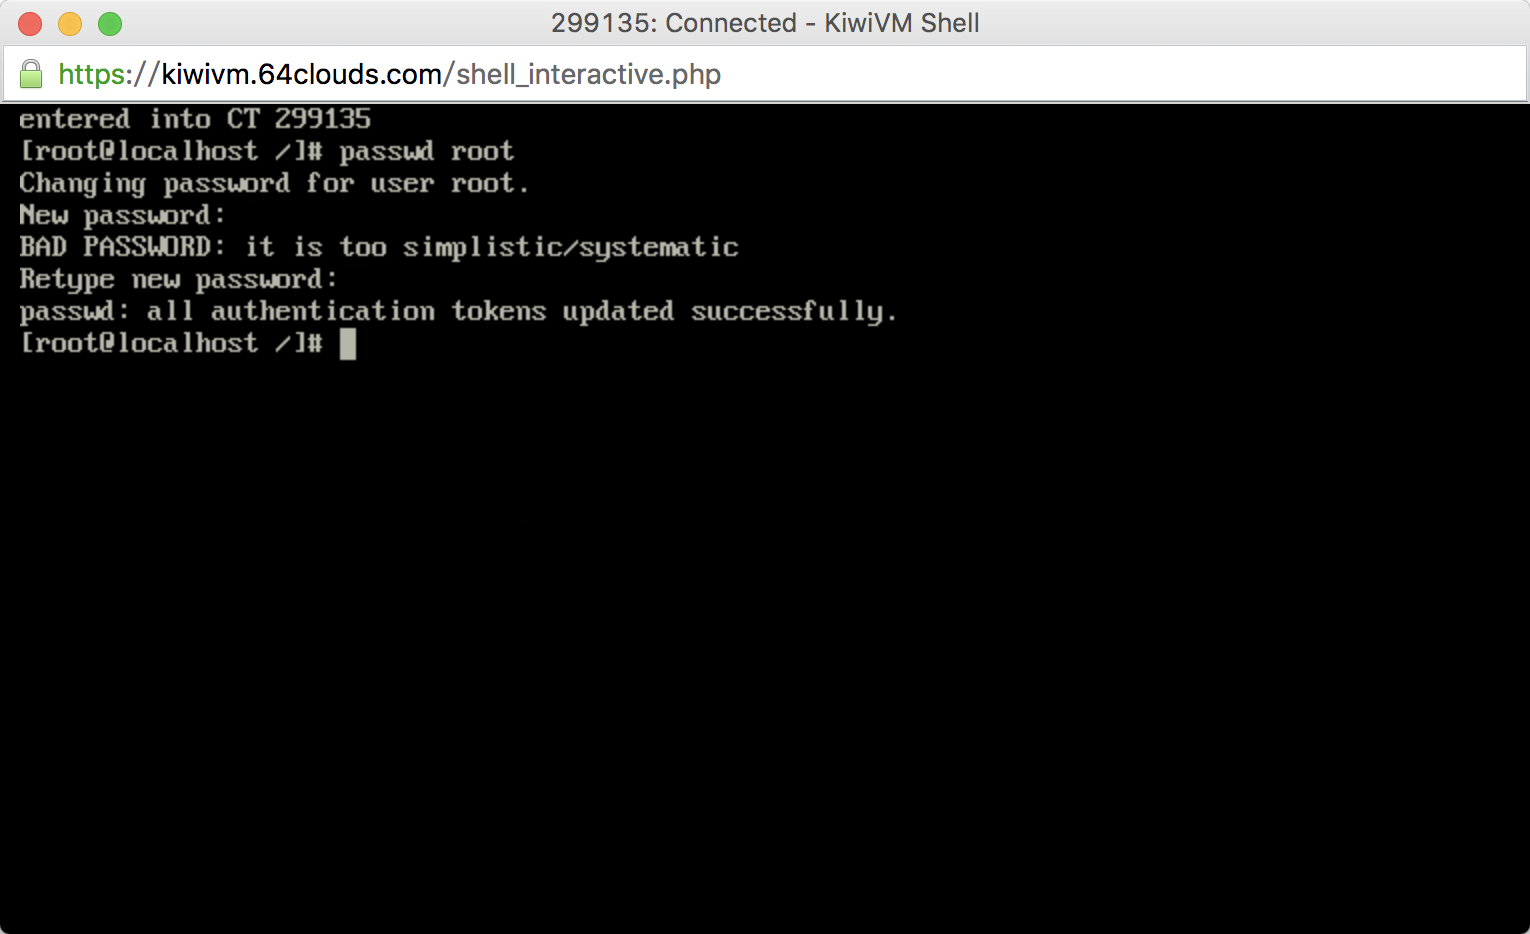 299135: Connected - KiwiVM Shell
https://kiwivm.64clouds.com/shell_interactive.php
entered into CT 299135
[root@localhost /]# passwd root
Changing password for user root.
New password:
BAD PASSWORD: it is too simplistic/systematic
Retype new password:
passwd: all authentication tokens updated successfully.
[root@localhost /]#